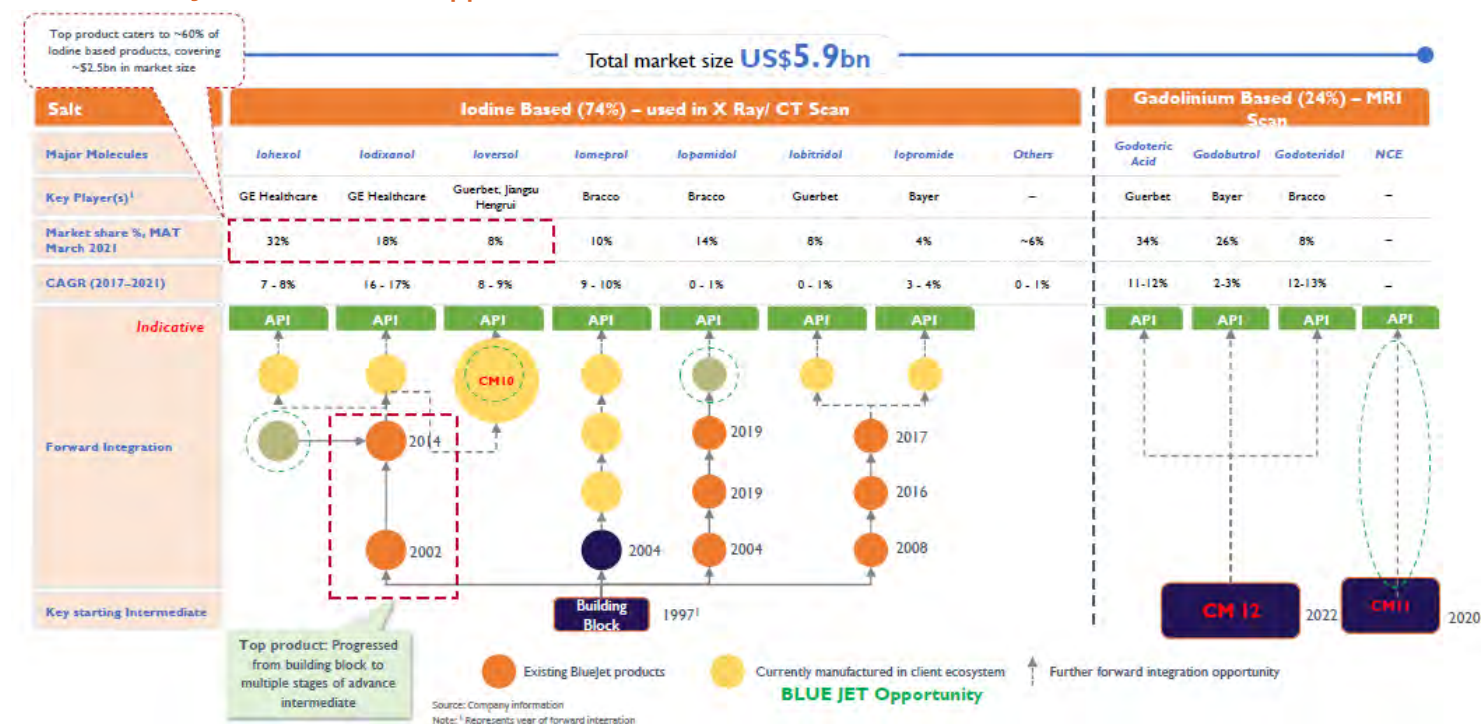 Top product caters to ~60% of
Iodine based products, covering
~$2.5bn in market size
Total market size US$5.9bn
Salt
Iodine Based (74%) – used in X Ray/ CT Scan
Gadolinium Based (24%) – MRI
Scan
Major Molecules
Iohexol
Iodixanol
Ioversol
Iomeprol
Iopamidol
Iobitridol
Iopromide
Others
Godoteric
Acid
Godobutrol
Godoteridol
NCE
Key Player(s)¹
GE Healthcare
GE Healthcare
Guerbet, Jiangsu
Hengrui
Bracco
Bracco
Guerbet
Bayer
–
Guerbet
Bayer
Bracco
–
Market share %, MAT
March 2021
32%
18%
8%
10%
14%
8%
4%
~6%
34%
26%
8%
–
CAGR (2017–2021)
7 - 8%
16 - 17%
8 - 9%
9 - 10%
0 - 1%
0 - 1%
3 - 4%
0 - 1%
11-12%
2-3%
12-13%
–
Indicative
API
API
API
API
API
API
API
API
API
API
API
CM10
Forward Integration
2014
2019
2017
2019
2016
2002
2004
2004
2008
Key starting Intermediate
Building
Block
1997¹
CM 12
2022
CM11
2020
Top product: Progressed
from building block to
multiple stages of advance
intermediate
Existing BlueJet products
Currently manufactured in client ecosystem
Further forward integration opportunity
BLUE JET Opportunity
Source: Company information
Note: ¹ Represents year of forward integration